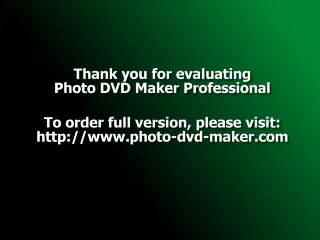 Thank you for evaluating
Photo DVD Maker Professional
To order full version, please visit:
http://www.photo-dvd-maker.com